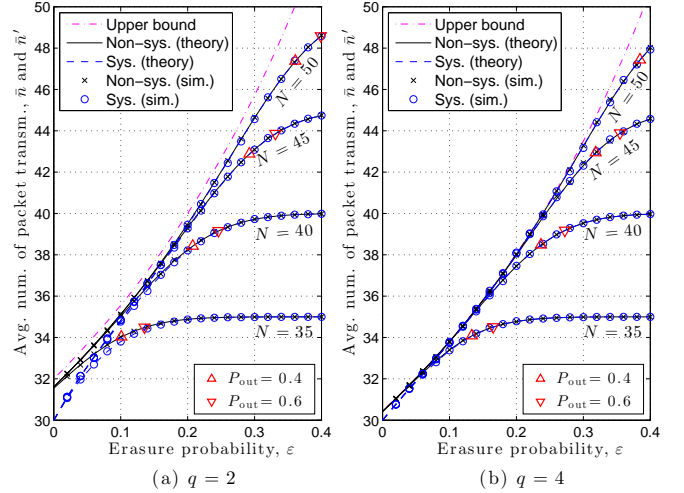 Avg. num. of packet transm., n̄ and n̄′
50
48
46
44
42
40
38
36
34
32
30
Upper bound
Non-sys. (theory)
Sys. (theory)
Non-sys. (sim.)
Sys. (sim.)
N = 50
N = 45
N = 40
N = 35
P_out = 0.4
P_out = 0.6
0 0.1 0.2 0.3 0.4
Erasure probability, ε
(a) q = 2
Avg. num. of packet transm., n̄ and n̄′
50
48
46
44
42
40
38
36
34
32
30
Upper bound
Non-sys. (theory)
Sys. (theory)
Non-sys. (sim.)
Sys. (sim.)
N = 50
N = 45
N = 40
N = 35
P_out = 0.4
P_out = 0.6
0 0.1 0.2 0.3 0.4
Erasure probability, ε
(b) q = 4